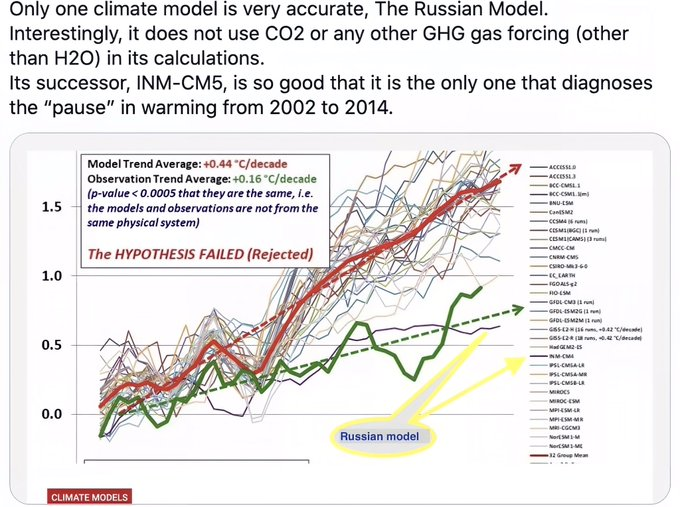 Only one climate model is very accurate, The Russian Model.
Interestingly, it does not use CO2 or any other GHG gas forcing (other
than H2O) in its calculations.
Its successor, INM-CM5, is so good that it is the only one that diagnoses
the “pause” in warming from 2002 to 2014.
Model Trend Average: +0.44 °C/decade
Observation Trend Average: +0.16 °C/decade
(p-value < 0.0005 that they are the same, i.e.
the models and observations are not from the
same physical system)
The HYPOTHESIS FAILED (Rejected)
1.5
1.0
0.5
0.0
Russian model
ACCESS1.0
ACCESS1.3
BCC-CMS1.1
BCC-CSM1.1(m)
BNU-ESM
CanESM2
CCSM4 (6 runs)
CESM1(BGC) (1 run)
CESM1(CAM5) (3 runs)
CMCC-CM
CNRM-CM5
CSIRO-Mk3-6-0
EC_EARTH
FGOALS-g2
FIO-ESM
GFDL-CM3 (1 run)
GFDL-ESM2G (1 run)
GFDL-ESM2M (1 run)
GISS-E2-H (16 runs, +0.42 °C/decade)
GISS-E2-R (18 runs, +0.42 °C/decade)
HadGEM2-ES
INM-CM4
IPSL-CM5A-LR
IPSL-CM5A-MR
IPSL-CM5B-LR
MIROC5
MIROC-ESM
MPI-ESM-LR
MPI-ESM-MR
MRI-CGCM3
NorESM1-M
NorESM1-ME
32 Group Mean
CLIMATE MODELS